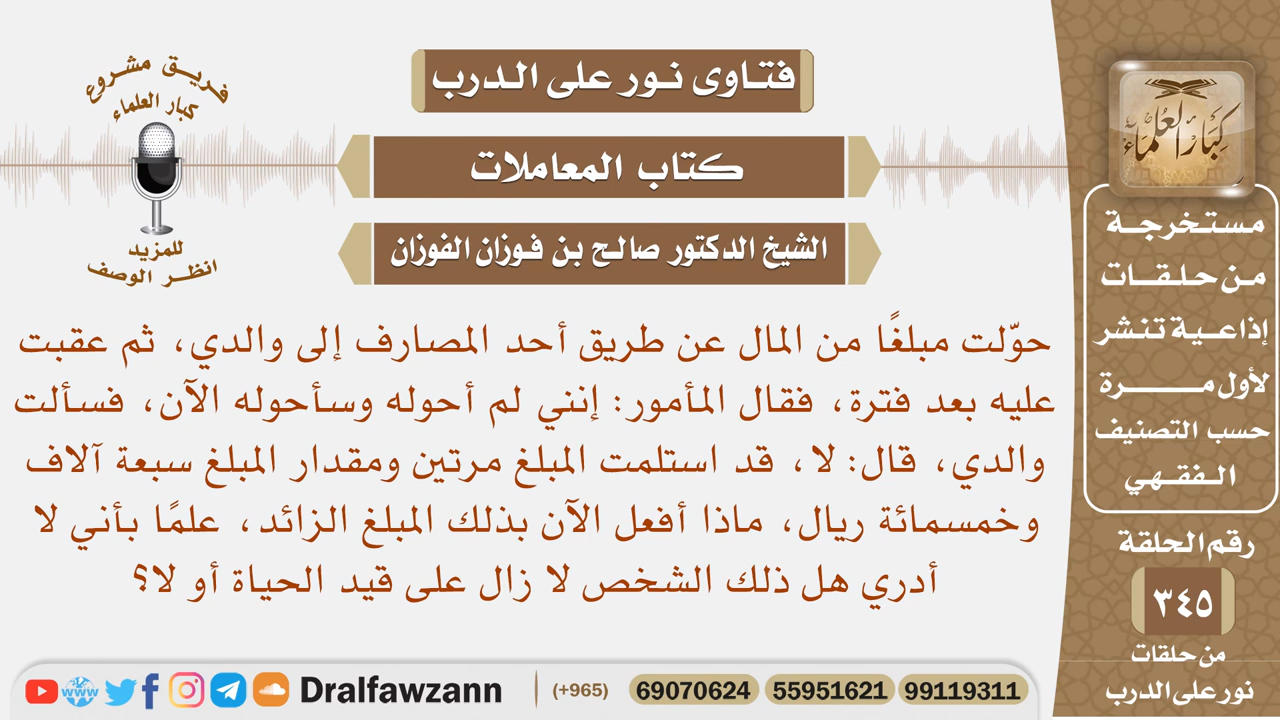 فتاوى نور على الدرب
كتاب المعاملات
الشيخ الدكتور صالح بن فوزان الفوزان
فريق مشروع
كبار العلماء
للمزيد
انظر الوصف
حوّلت مبلغًا من المال عن طريق أحد المصارف إلى والدي، ثم عقبت
عليه بعد فترة، فقال المأمور: إنني لم أحوله وسأحوله الآن، فسألت
والدي، قال: لا، قد استلمت المبلغ مرتين ومقدار المبلغ سبعة آلاف
وخمسمائة ريال، ماذا أفعل الآن بذلك المبلغ الزائد، علمًا بأني لا
أدري هل ذلك الشخص لا زال على قيد الحياة أو لا؟
كبار العلماء
مستخرجة
من حلقات
إذاعية تنشر
لأول مرة
حسب التصنيف
الفقهي
رقم الحلقة
٣٤٥
من حلقات
نور على الدرب
www
Dralfawzann
(+965)
69070624
55951621
99119311